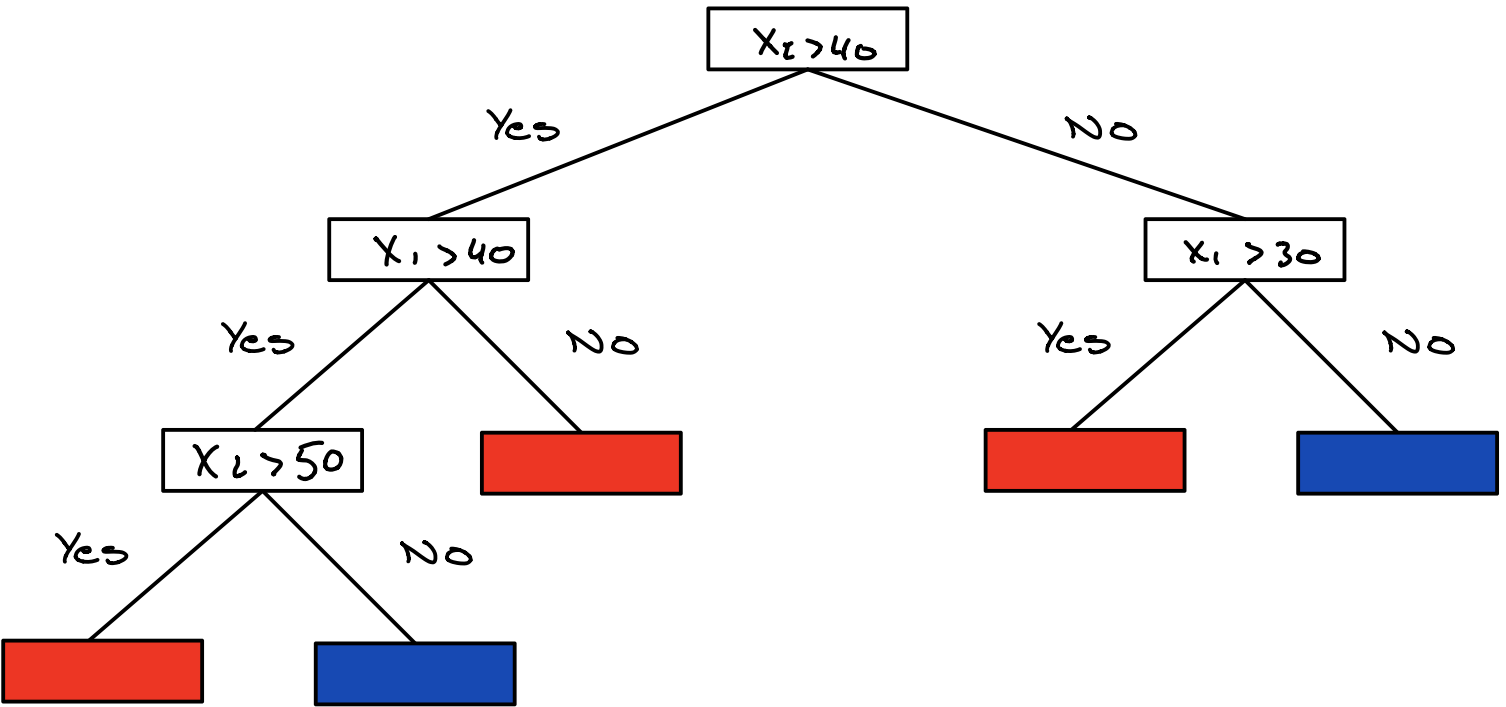 X₂ > 40
Yes
No
X₁ > 40
X₁ > 30
Yes
No
Yes
No
X₂ > 50
Yes
No